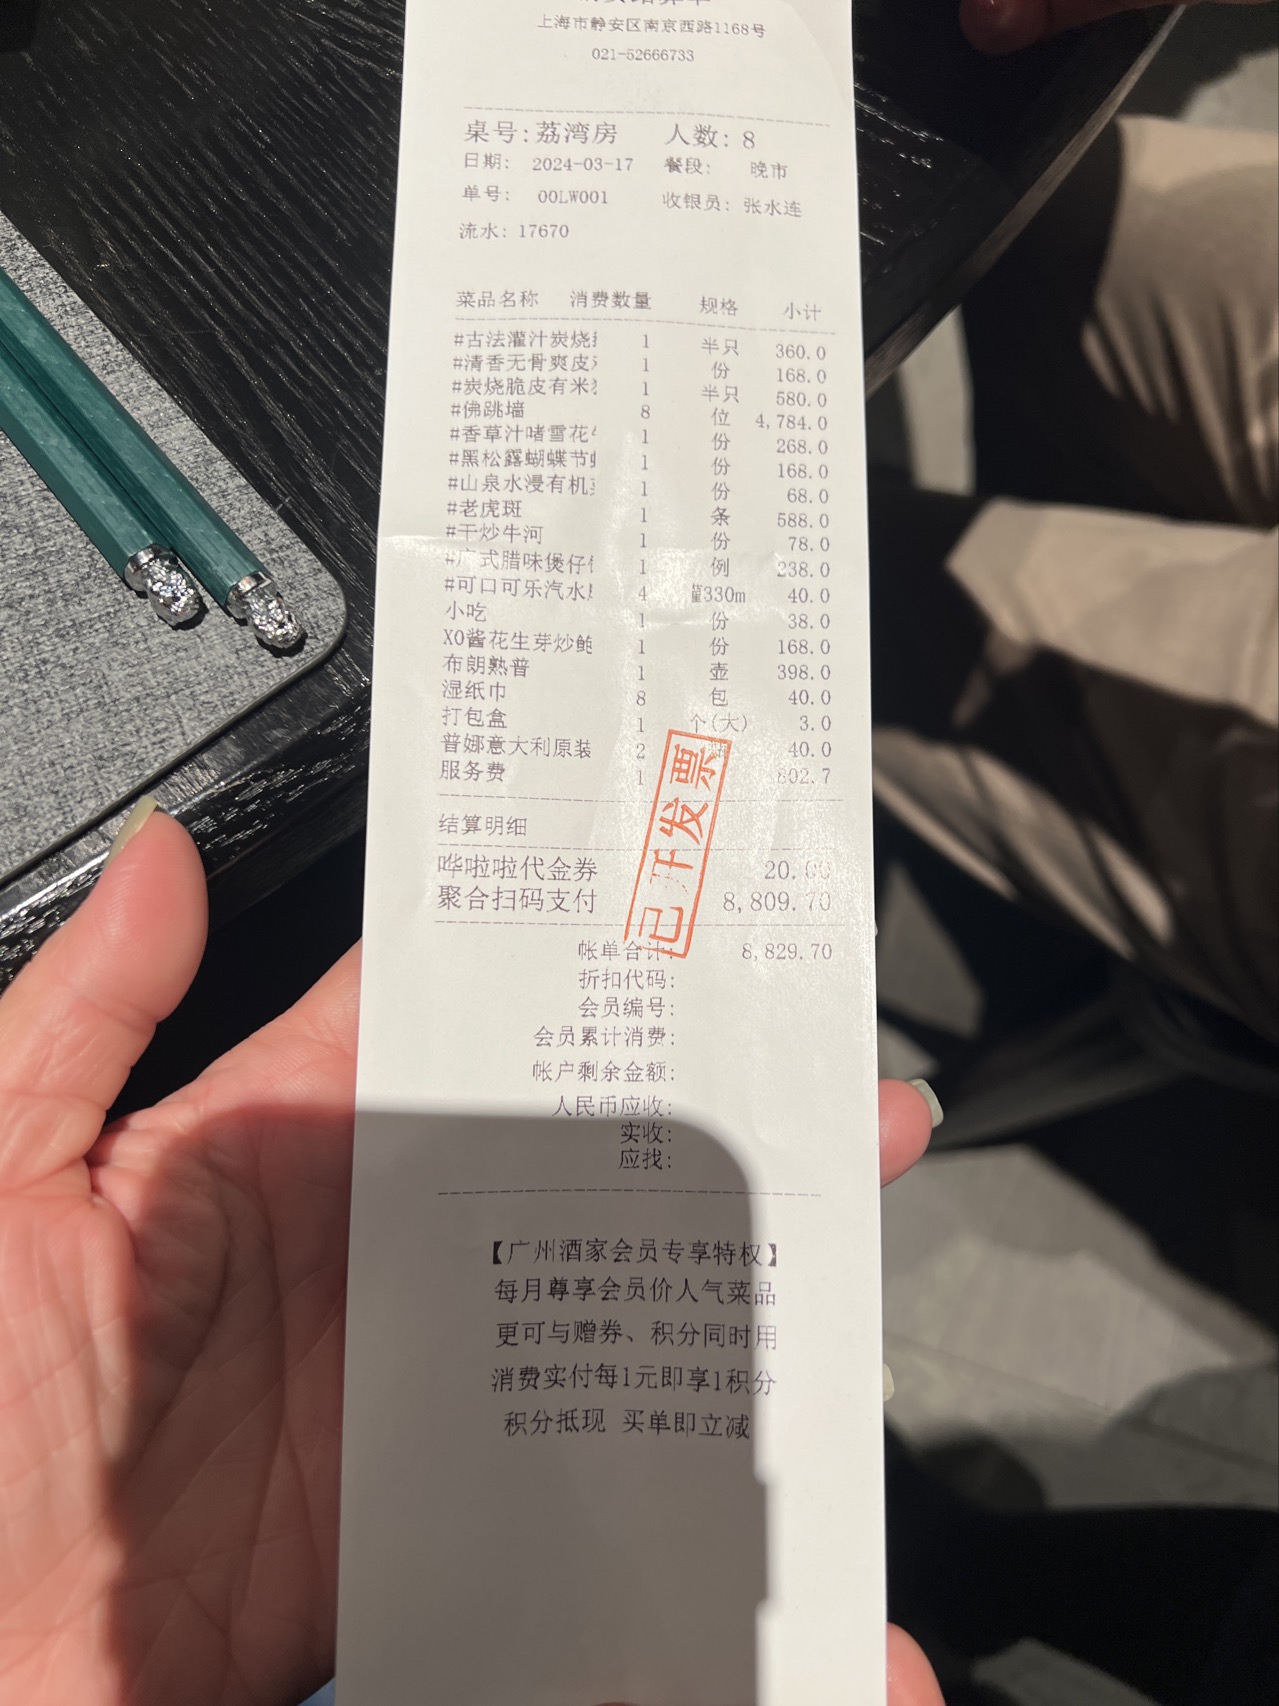 上海市静安区南京西路1168号
021-52666733
桌号:荔湾房 人数: 8
日期: 2024-03-17 餐段: 晚市
单号: 00LW001 收银员: 张水连
流水: 17670
菜品名称 消费数量 规格 小计
#古法灌汁炭烧 1 半只 360.0
#清香无骨爽皮 1 份 168.0
#炭烧脆皮有米 1 半只 580.0
#佛跳墙 8 位 4,784.0
#香草汁啫雪花 1 份 268.0
#黑松露蝴蝶节 1 份 168.0
#山泉水浸有机 1 份 68.0
#老虎斑 1 条 588.0
#干炒牛河 1 份 78.0
#广式腊味煲仔 1 例 238.0
#可口可乐汽水 4 330m 40.0
小吃 1 份 38.0
XO酱花生芽炒鲍 1 份 168.0
布朗熟普 1 壶 398.0
湿纸巾 8 包 40.0
打包盒 1 个(大) 3.0
普娜意大利原装 2 40.0
服务费 1 802.7
已开发票
结算明细
哗啦啦代金券 20.00
聚合扫码支付 8,809.70
帐单合计: 8,829.70
折扣代码:
会员编号:
会员累计消费:
帐户剩余金额:
人民币应收:
实收:
应找:
【广州酒家会员专享特权】
每月尊享会员价人气菜品
更可与赠券、积分同时用
消费实付每1元即享1积分
积分抵现 买单即立减